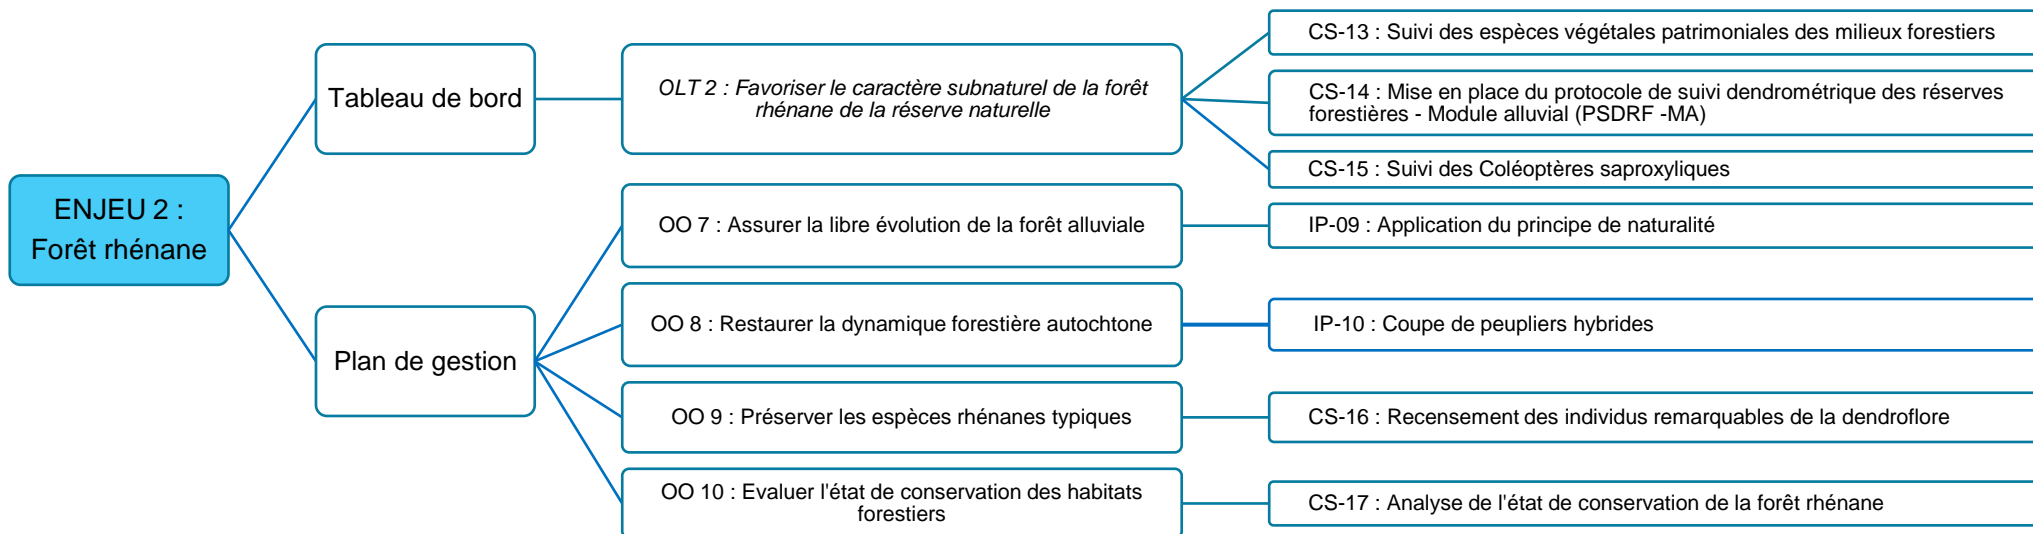 ENJEU 2 :
Forêt rhénane
Tableau de bord
OLT 2 : Favoriser le caractère subnaturel de la forêt
rhénane de la réserve naturelle
CS-13 : Suivi des espèces végétales patrimoniales des milieux forestiers
CS-14 : Mise en place du protocole de suivi dendrométrique des réserves
forestières - Module alluvial (PSDRF -MA)
CS-15 : Suivi des Coléoptères saproxyliques
Plan de gestion
OO 7 : Assurer la libre évolution de la forêt alluviale
IP-09 : Application du principe de naturalité
OO 8 : Restaurer la dynamique forestière autochtone
IP-10 : Coupe de peupliers hybrides
OO 9 : Préserver les espèces rhénanes typiques
CS-16 : Recensement des individus remarquables de la dendroflore
OO 10 : Evaluer l'état de conservation des habitats
forestiers
CS-17 : Analyse de l'état de conservation de la forêt rhénane